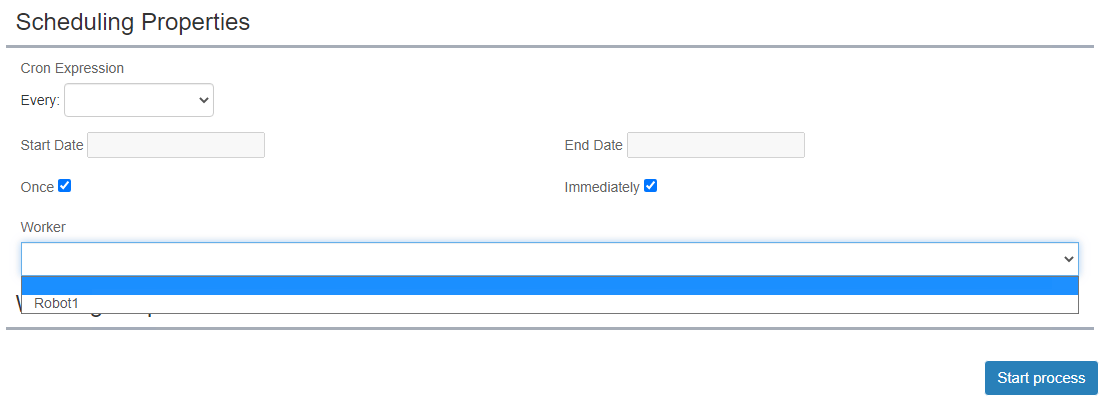 Scheduling Properties
Cron Expression
Every:
Start Date End Date
Once Immediately
Worker
Robot1
Start process